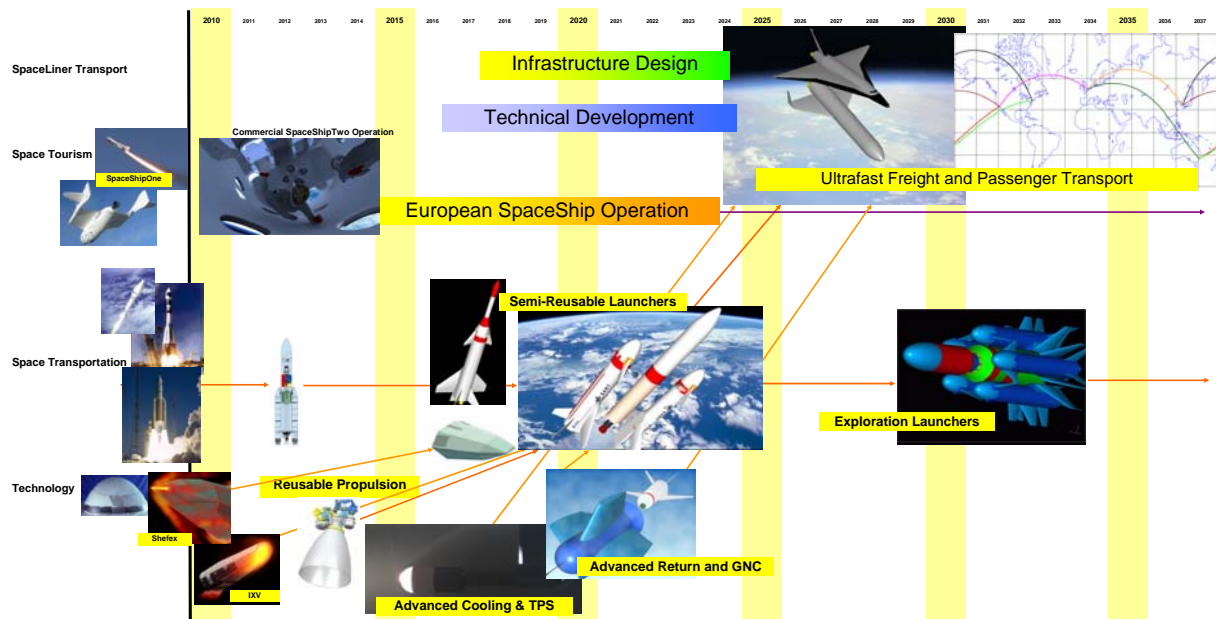 2010 2011 2012 2013 2014 2015 2016 2017 2018 2019 2020 2021 2022 2023 2024 2025 2026 2027 2028 2029 2030 2031 2032 2033 2034 2035 2036 2037
SpaceLiner Transport
Infrastructure Design
Technical Development
Commercial SpaceShipTwo Operation
Space Tourism
SpaceShipOne
Ultrafast Freight and Passenger Transport
European SpaceShip Operation
Semi-Reusable Launchers
Space Transportation
Exploration Launchers
Technology
Reusable Propulsion
Shefex
Advanced Return and GNC
IXV
Advanced Cooling & TPS